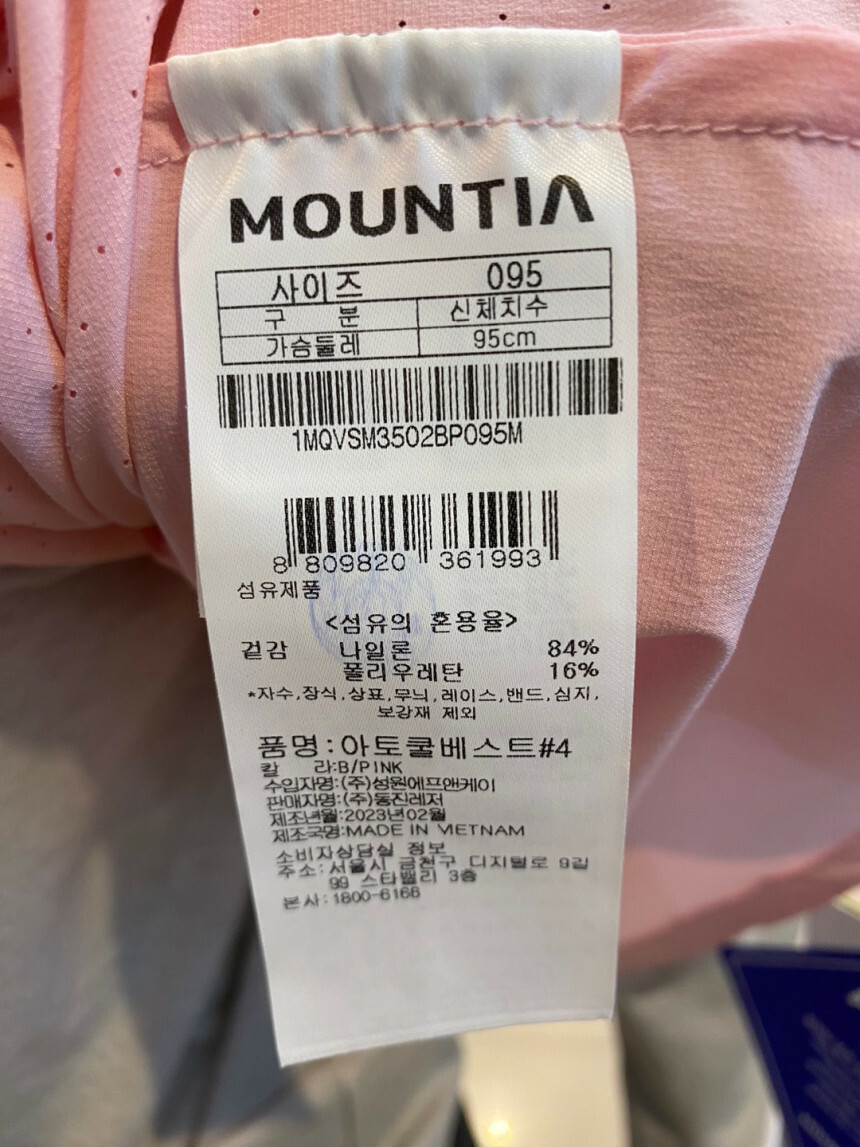 MOUNTIA
사이즈 095
구 분 신체치수
가슴둘레 95cm
1MQVSM3502BP095M
8 809820 361993
섬유제품
<섬유의 혼용율>
겉감 나일론 84%
폴리우레탄 16%
*자수,장식,상표,무늬,레이스,밴드,심지,
보강재 제외
품명:아토쿨베스트#4
칼 라:B/PINK
수입자명:(주)성원에프앤케이
판매자명:(주)동진레저
제조년월:2023년02월
제조국명:MADE IN VIETNAM
소비자상담실 정보
주소:서울시 금천구 디지털로 9길
99 스타밸리 3층
본사:1800-6166